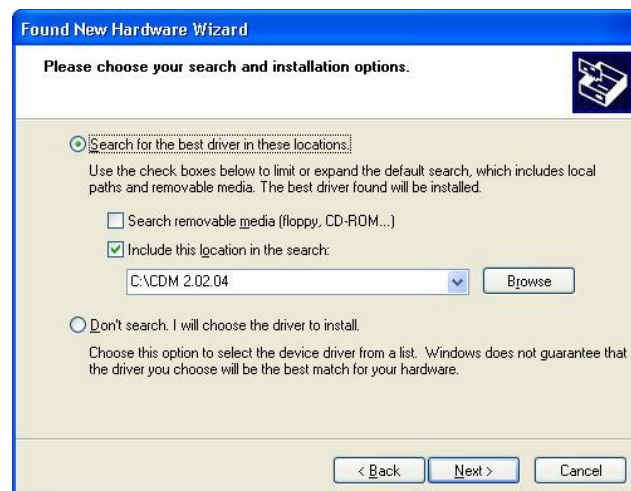 Found New Hardware Wizard
Please choose your search and installation options.
Search for the best driver in these locations.
Use the check boxes below to limit or expand the default search, which includes local
paths and removable media. The best driver found will be installed.
Search removable media (floppy, CD-ROM...)
Include this location in the search:
C:\CDM 2.02.04
Browse
Don't search. I will choose the driver to install.
Choose this option to select the device driver from a list. Windows does not guarantee that
the driver you choose will be the best match for your hardware.
< Back
Next >
Cancel